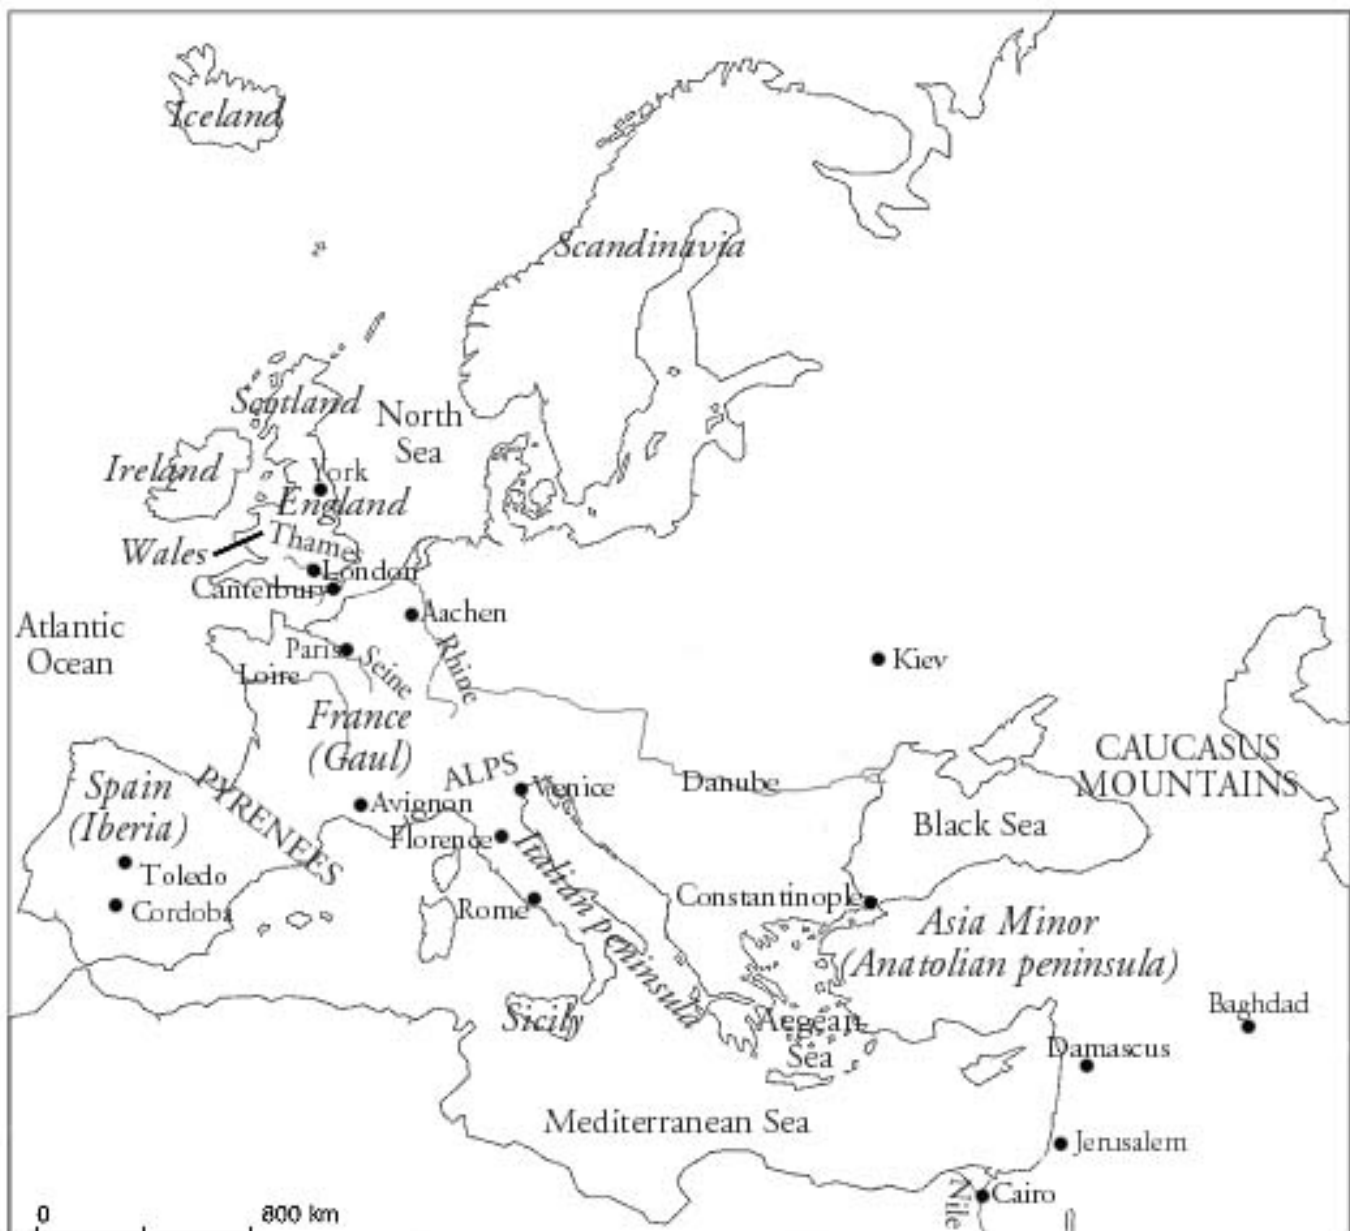 Iceland
Scandinavia
Scotland
North
Sea
Ireland
York
England
Wales
Thames
London
Canterbury
Aachen
Atlantic
Ocean
Paris
Seine
Rhine
Loire
Kiev
France
(Gaul)
CAUCASUS
MOUNTAINS
ALPS
Spain
(Iberia)
PYRENEES
Venice
Danube
Avignon
Florence
Black Sea
Italian peninsula
Toledo
Cordoba
Rome
Constantinople
Asia Minor
(Anatolian peninsula)
Baghdad
Sicily
Aegean
Sea
Damascus
Mediterranean Sea
Jerusalem
Nile
Cairo
0
800 km